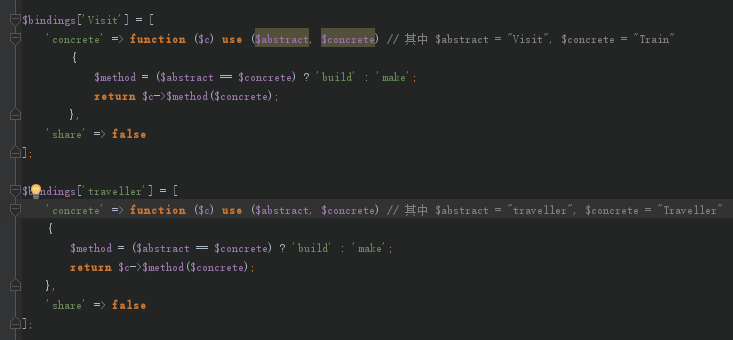 $bindings['Visit'] = [
'concrete' => function ($c) use ($abstract, $concrete) // 其中 $abstract = "Visit", $concrete = "Train"
{
$method = ($abstract == $concrete) ? 'build' : 'make';
return $c->$method($concrete);
},
'share' => false
];
$bindings['traveller'] = [
'concrete' => function ($c) use ($abstract, $concrete) // 其中 $abstract = "traveller", $concrete = "Traveller"
{
$method = ($abstract == $concrete) ? 'build' : 'make';
return $c->$method($concrete);
},
'share' => false
];